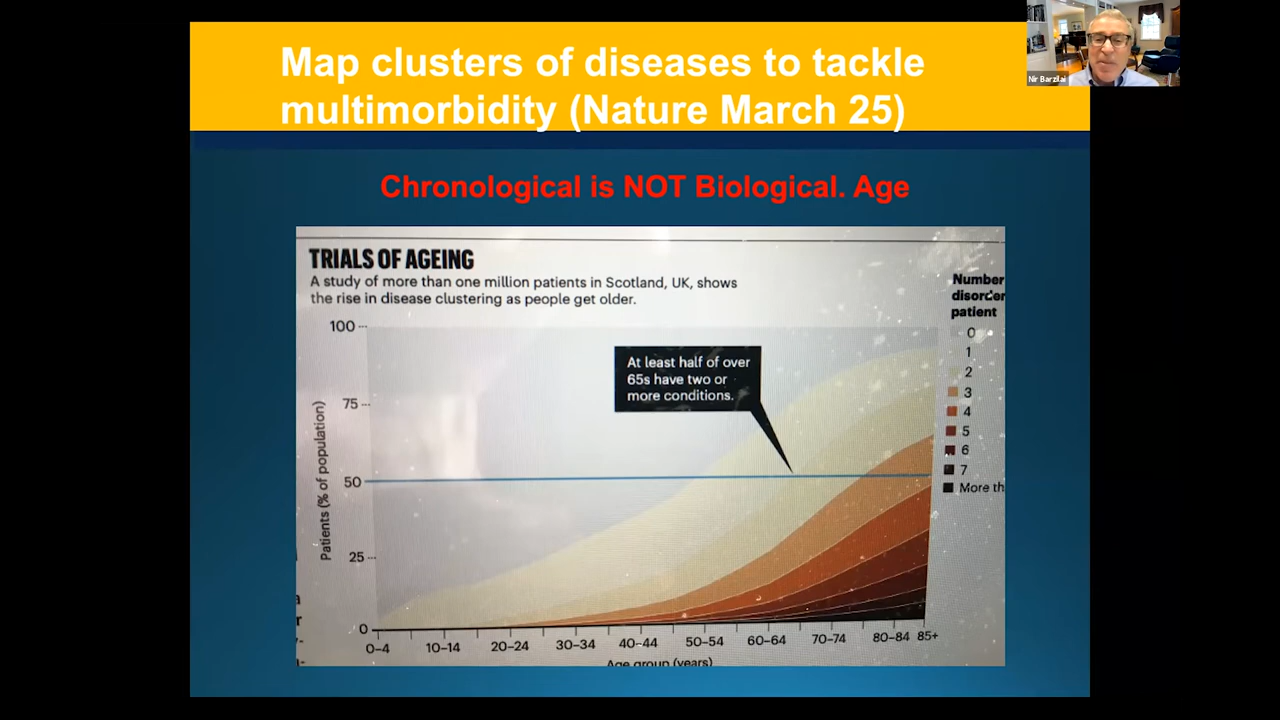 Map clusters of diseases to tackle
multimorbidity (Nature March 25)
Nir Barzilai
Chronological is NOT Biological. Age
TRIALS OF AGEING
A study of more than one million patients in Scotland, UK, shows
the rise in disease clustering as people get older.
Number
disorder
patient
0
1
2
3
4
5
6
7
More th
100
75
50
25
0
Patients (% of population)
At least half of over
65s have two or
more conditions.
0–4 10–14 20–24 30–34 40–44 50–54 60–64 70–74 80–84 85+
Age group (years)